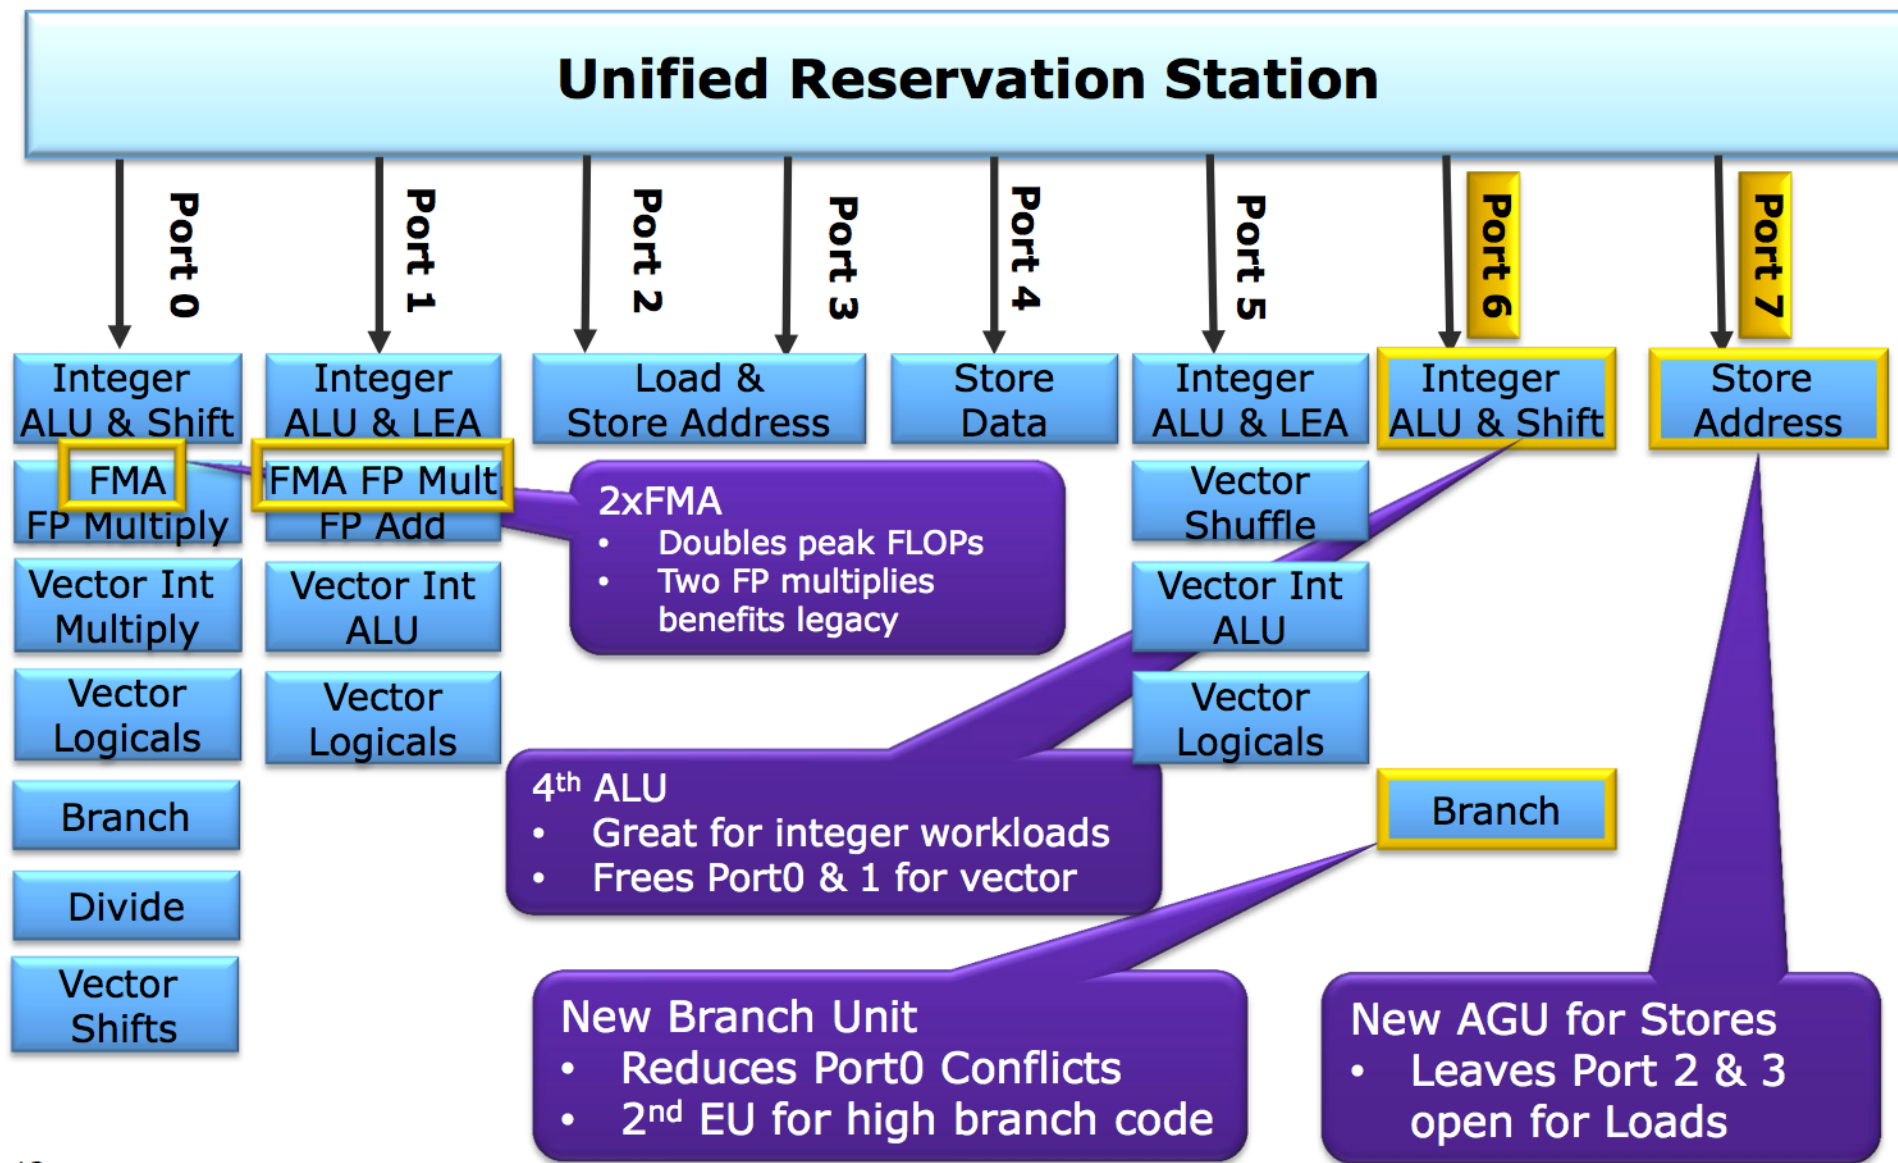 Unified Reservation Station
Port 0
Port 1
Port 2
Port 3
Port 4
Port 5
Port 6
Port 7
Integer
ALU & Shift
FMA
FP Multiply
Vector Int
Multiply
Vector
Logicals
Branch
Divide
Vector
Shifts
Integer
ALU & LEA
FMA FP Mult
FP Add
Vector Int
ALU
Vector
Logicals
Load &
Store Address
Store
Data
Integer
ALU & LEA
Vector
Shuffle
Vector Int
ALU
Vector
Logicals
Integer
ALU & Shift
Branch
Store
Address
2xFMA
• Doubles peak FLOPs
• Two FP multiplies
benefits legacy
4th ALU
• Great for integer workloads
• Frees Port0 & 1 for vector
New Branch Unit
• Reduces Port0 Conflicts
• 2nd EU for high branch code
New AGU for Stores
• Leaves Port 2 & 3
open for Loads